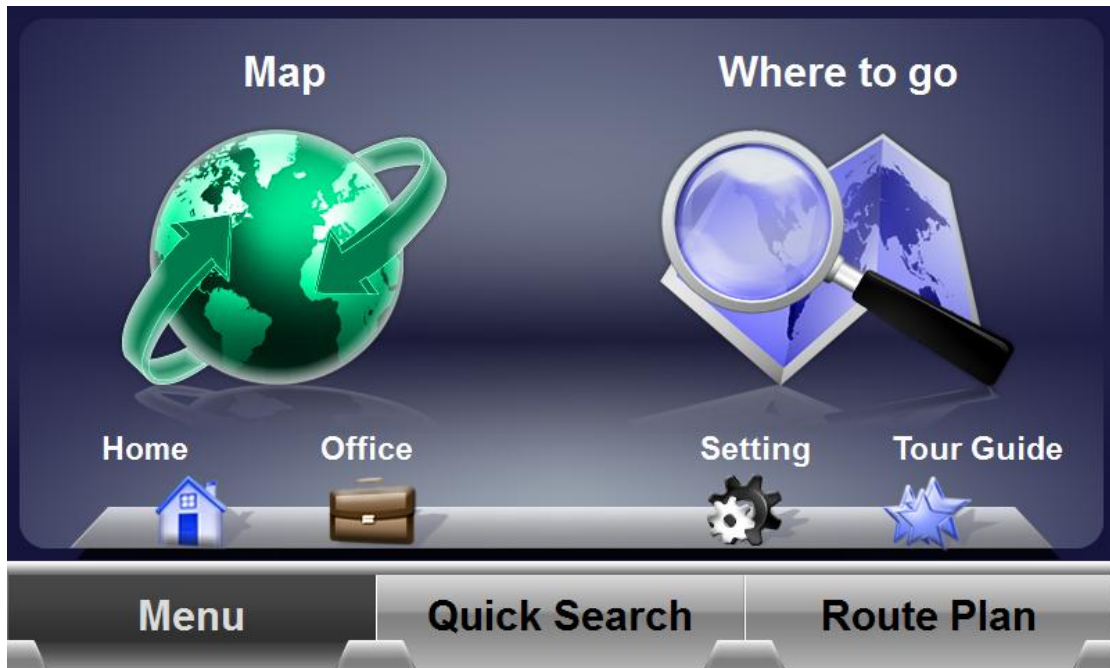 Map
Where to go
Home
Office
Setting
Tour Guide
Menu
Quick Search
Route Plan